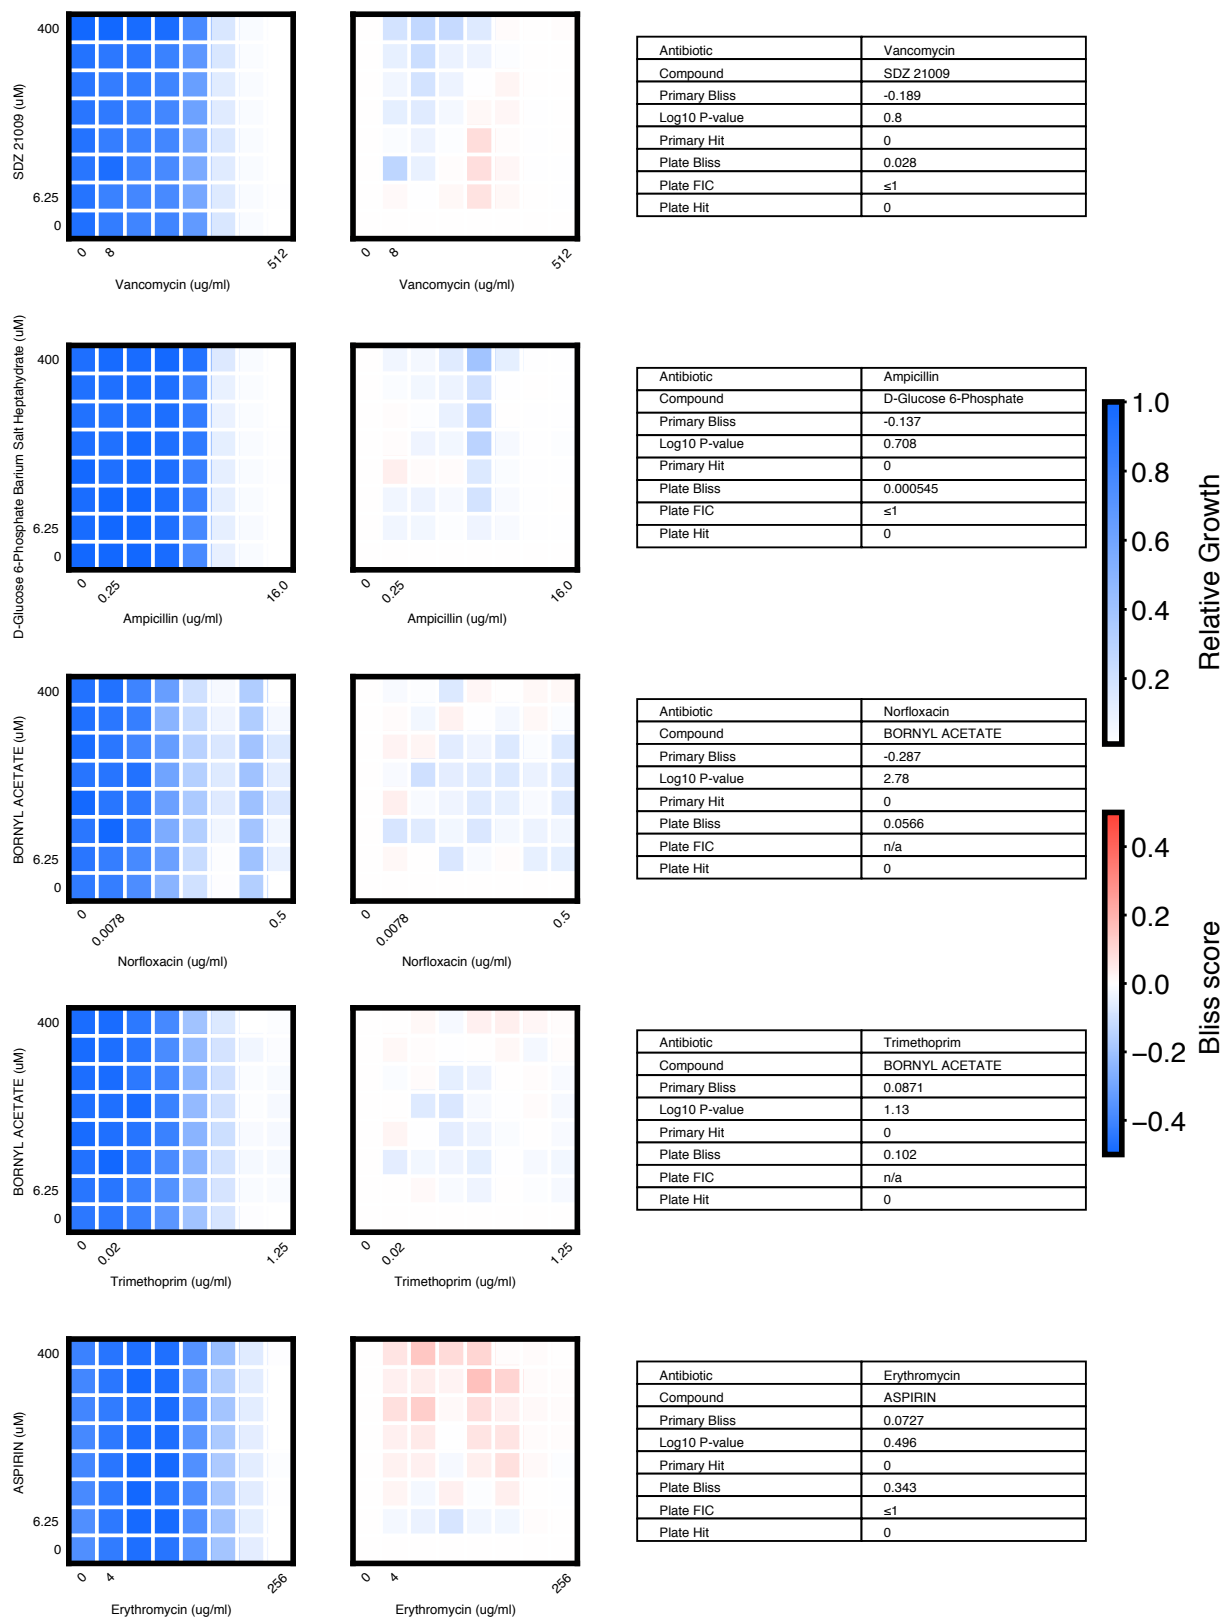 400
6.25
0
SDZ 21009 (uM)
0
8
512
Vancomycin (ug/ml)
0
8
512
Vancomycin (ug/ml)
Antibiotic Vancomycin
Compound SDZ 21009
Primary Bliss -0.189
Log10 P-value 0.8
Primary Hit 0
Plate Bliss 0.028
Plate FIC ≤1
Plate Hit 0
400
6.25
0
D-Glucose 6-Phosphate Barium Salt Heptahydrate (uM)
0
0.25
16.0
Ampicillin (ug/ml)
0
0.25
16.0
Ampicillin (ug/ml)
Antibiotic Ampicillin
Compound D-Glucose 6-Phosphate
Primary Bliss -0.137
Log10 P-value 0.708
Primary Hit 0
Plate Bliss 0.000545
Plate FIC ≤1
Plate Hit 0
1.0
0.8
0.6
0.4
0.2
Relative Growth
400
6.25
0
BORNYL ACETATE (uM)
0
0.0078
0.5
Norfloxacin (ug/ml)
0
0.0078
0.5
Norfloxacin (ug/ml)
Antibiotic Norfloxacin
Compound BORNYL ACETATE
Primary Bliss -0.287
Log10 P-value 2.78
Primary Hit 0
Plate Bliss 0.0566
Plate FIC n/a
Plate Hit 0
0.4
0.2
0.0
−0.2
−0.4
Bliss score
400
6.25
0
BORNYL ACETATE (uM)
0
0.02
1.25
Trimethoprim (ug/ml)
0
0.02
1.25
Trimethoprim (ug/ml)
Antibiotic Trimethoprim
Compound BORNYL ACETATE
Primary Bliss 0.0871
Log10 P-value 1.13
Primary Hit 0
Plate Bliss 0.102
Plate FIC n/a
Plate Hit 0
400
6.25
0
ASPIRIN (uM)
0
4
256
Erythromycin (ug/ml)
0
4
256
Erythromycin (ug/ml)
Antibiotic Erythromycin
Compound ASPIRIN
Primary Bliss 0.0727
Log10 P-value 0.496
Primary Hit 0
Plate Bliss 0.343
Plate FIC ≤1
Plate Hit 0